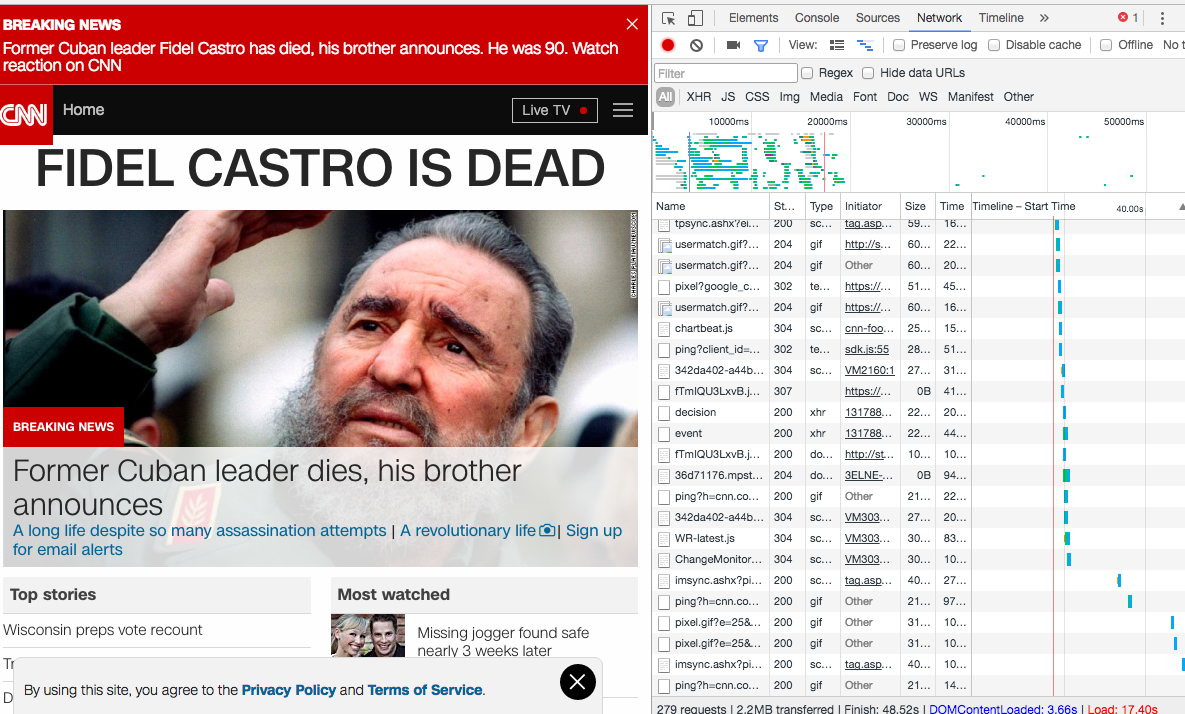 BREAKING NEWS
Former Cuban leader Fidel Castro has died, his brother announces. He was 90. Watch
reaction on CNN
CNN
Home
Live TV
FIDEL CASTRO IS DEAD
BREAKING NEWS
Former Cuban leader dies, his brother
announces
A long life despite so many assassination attempts | A revolutionary life | Sign up
for email alerts
Top stories
Most watched
Wisconsin preps vote recount
Missing jogger found safe
nearly 3 weeks later
Tr
D
By using this site, you agree to the Privacy Policy and Terms of Service.
Elements Console Sources Network Timeline » 1
View: Preserve log Disable cache Offline No t
Filter Regex Hide data URLs
All XHR JS CSS Img Media Font Doc WS Manifest Other
10000ms 20000ms 30000ms 40000ms 50000ms
Name St... Type Initiator Size Time Timeline – Start Time 40.00s
tpsync.ashx?ei... 200 sc... tag.asp... 59... 16...
usermatch.gif?... 204 gif http://s... 60... 22...
usermatch.gif?... 204 gif Other 60... 20...
pixel?google_c... 302 te... https://... 51... 45...
usermatch.gif?... 204 gif https://... 60... 16...
chartbeat.js 304 sc... cnn-foo... 25... 15...
ping?client_id=... 302 te... sdk.js:55 28... 51...
342da402-a44b... 304 sc... VM2160:1 27... 31...
fTmlQU3LxvB.j... 307 https://... 0B 41...
decision 200 xhr 131788... 22... 20...
event 200 xhr 131788... 22... 44...
fTmlQU3LxvB.j... 200 do... http://st... 10... 10...
36d71176.mpst... 204 do... 3ELNE-... 0B 94...
ping?h=cnn.co... 200 gif Other 21... 22...
342da402-a44b... 304 sc... VM303... 27... 20...
WR-latest.js 304 sc... VM303... 30... 83...
ChangeMonitor... 304 sc... VM303... 30... 10...
imsync.ashx?pi... 200 sc... tag.asp... 40... 27...
ping?h=cnn.co... 200 gif Other 21... 97...
pixel.gif?e=25&... 200 gif Other 31... 10...
pixel.gif?e=25&... 200 gif Other 31... 10...
imsync.ashx?pi... 200 sc... tag.asp... 40... 10...
ping?h=cnn.co... 200 gif Other 21... 14...
279 requests | 2.2MB transferred | Finish: 48.52s | DOMContentLoaded: 3.66s | Load: 17.40s